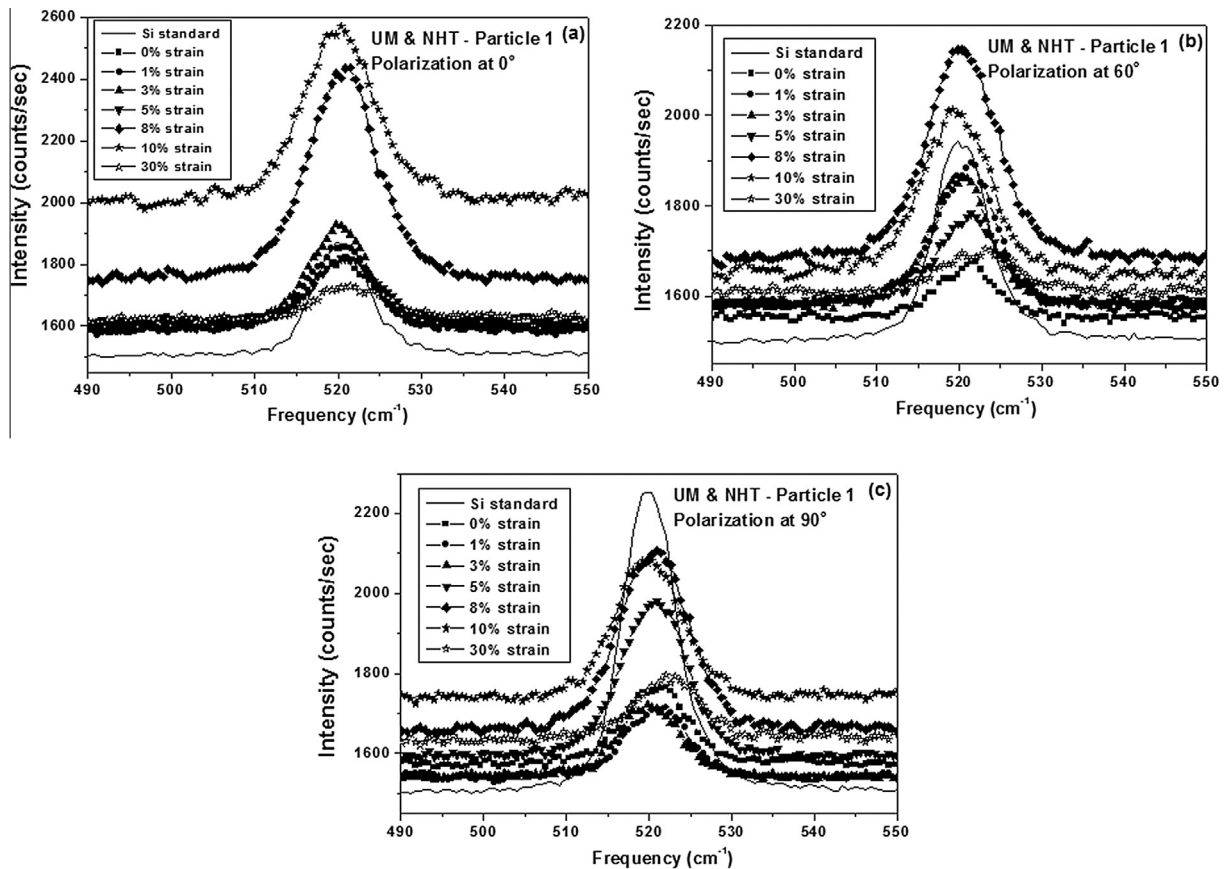 2600
2400
2200
2000
1800
1600
Intensity (counts/sec)
Si standard
0% strain
1% strain
3% strain
5% strain
8% strain
10% strain
30% strain
UM & NHT - Particle 1 (a)
Polarization at 0°
490 500 510 520 530 540 550
Frequency (cm-1)
2200
2000
1800
1600
Intensity (counts/sec)
Si standard
0% strain
1% strain
3% strain
5% strain
8% strain
10% strain
30% strain
UM & NHT - Particle 1 (b)
Polarization at 60°
490 500 510 520 530 540 550
Frequency (cm-1)
2200
2000
1800
1600
Intensity (counts/sec)
Si standard
0% strain
1% strain
3% strain
5% strain
8% strain
10% strain
30% strain
UM & NHT - Particle 1 (c)
Polarization at 90°
490 500 510 520 530 540 550
Frequency (cm-1)